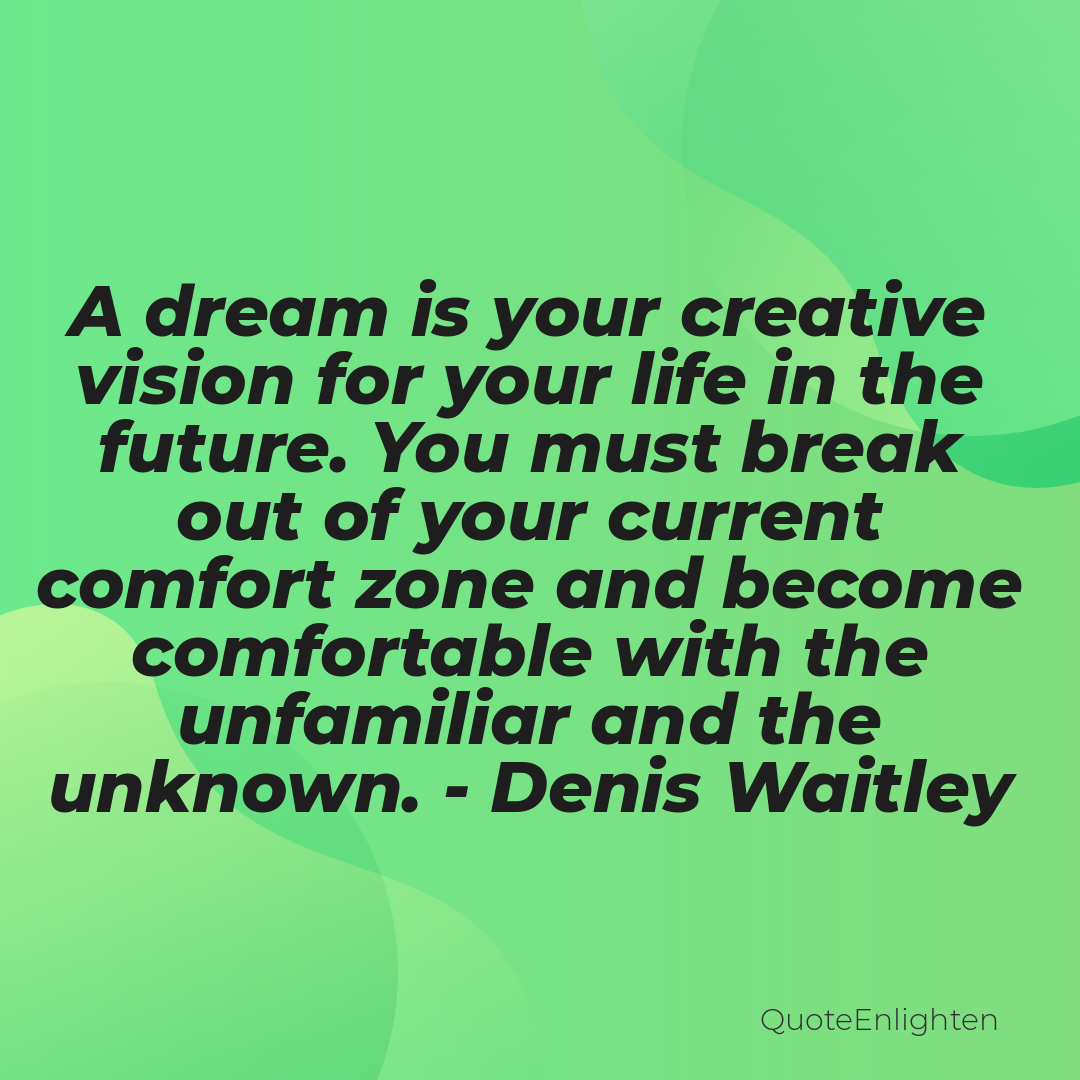 A dream is your creative
vision for your life in the
future. You must break
out of your current
comfort zone and become
comfortable with the
unfamiliar and the
unknown. - Denis Waitley
QuoteEnlighten